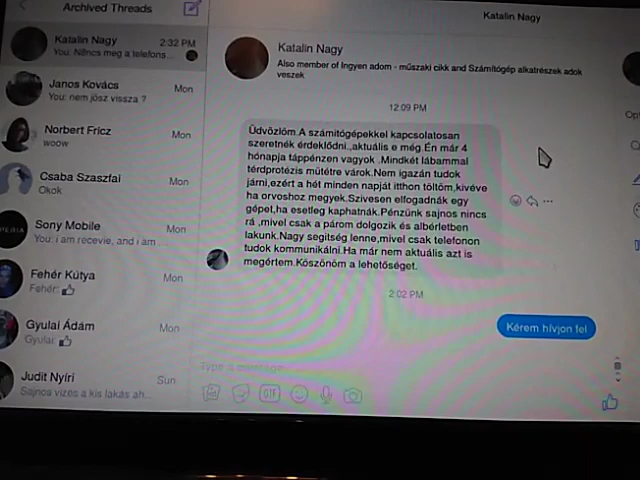 Archived Threads
Katalin Nagy
Katalin Nagy 2:32 PM
You: Nincs meg a telefons...
Janos Kovács Mon
You: nem jösz vissza ?
Norbert Fricz Mon
woow
Csaba Szaszfai Mon
Okok
Sony Mobile Mon
You: i am recevie, and i am ...
Fehér Kútya Mon
Fehér:
Gyulai Ádám Mon
Gyulai:
Judit Nyíri Sun
Sajnos vizes a kis lakás ah...
Katalin Nagy
Also member of Ingyen adom - műszaki cikk and Számítógép alkatrészek adok
veszek
12:09 PM
Üdvözlöm.A számítógépekkel kapcsolatosan
szeretnék érdeklődni.,aktuális e még.Én már 4
hónapja táppénzen vagyok .Mindkét lábammal
térdprotézis műtétre várok.Nem igazán tudok
járni,ezért a hét minden napját itthon töltöm,kivéve
ha orvoshoz megyek.Szivesen elfogadnák egy
gépet,ha esetleg kaphatnák.Pénzünk sajnos nincs
rá ,mivel csak a párom dolgozik és albérletben
lakunk.Nagy segitség lenne,mivel csak telefonon
tudok kommunikálni.Ha már nem aktuális azt is
megértem.Köszönöm a lehetőséget.
2:02 PM
Kérem hívjon fel
Type a message...
GIF